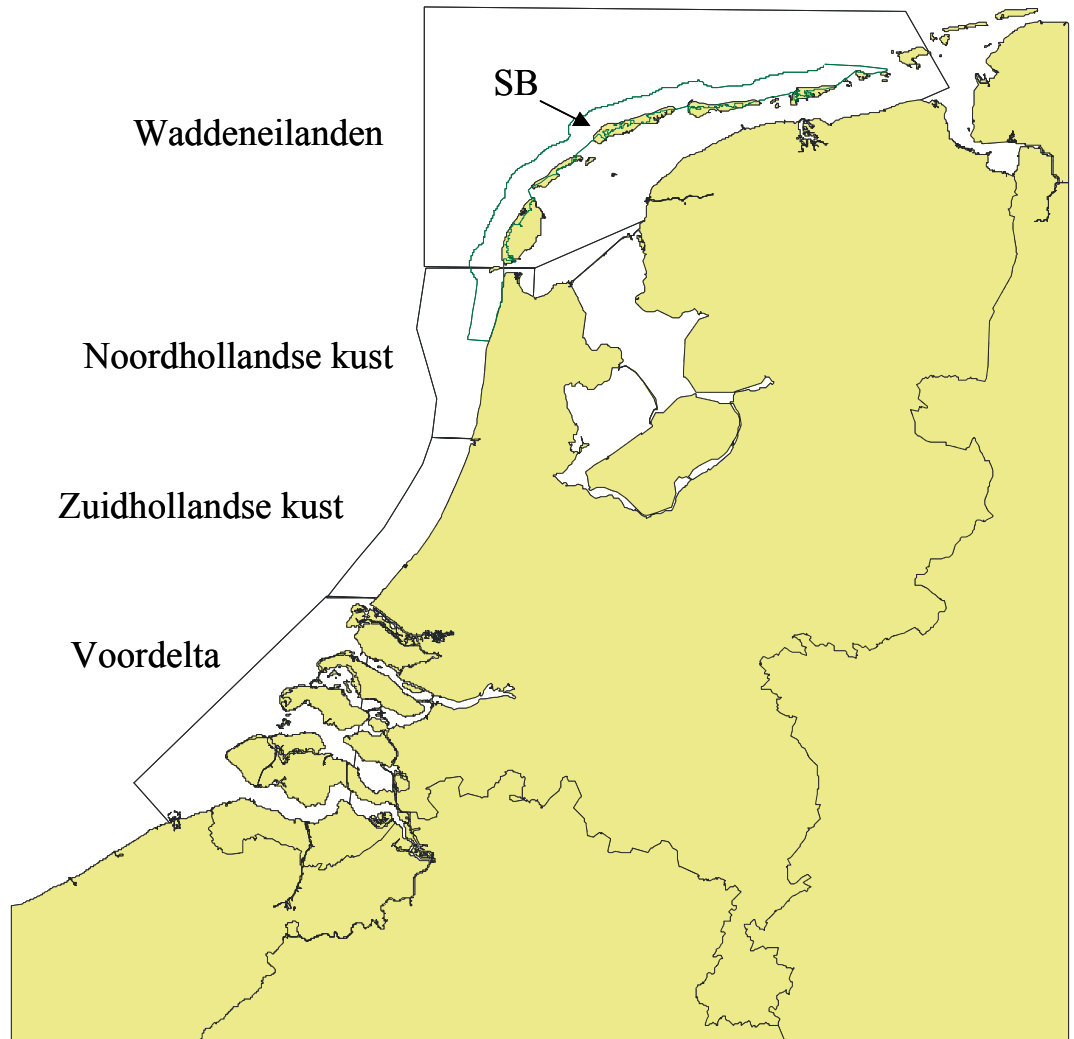 SB
Waddeneilanden
Noordhollandse kust
Zuidhollandse kust
Voordelta